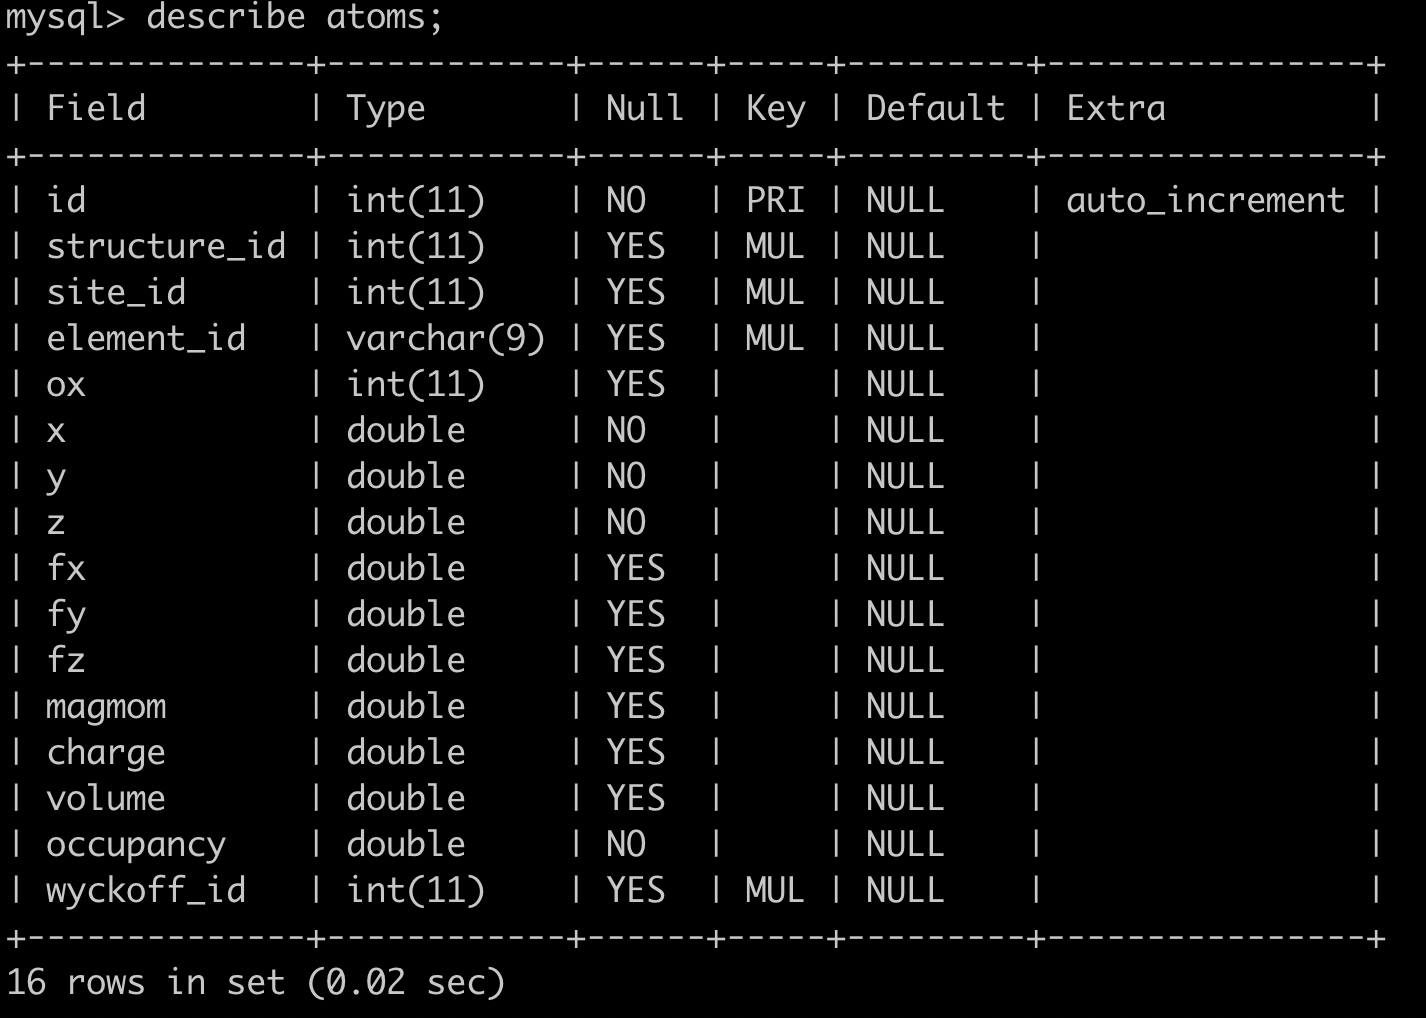 mysql> describe atoms;
+--------------+------------+------+-----+---------+----------------+
| Field        | Type       | Null | Key | Default | Extra          |
+--------------+------------+------+-----+---------+----------------+
| id           | int(11)    | NO   | PRI | NULL    | auto_increment |
| structure_id | int(11)    | YES  | MUL | NULL    |                |
| site_id      | int(11)    | YES  | MUL | NULL    |                |
| element_id   | varchar(9) | YES  | MUL | NULL    |                |
| ox           | int(11)    | YES  |     | NULL    |                |
| x            | double     | NO   |     | NULL    |                |
| y            | double     | NO   |     | NULL    |                |
| z            | double     | NO   |     | NULL    |                |
| fx           | double     | YES  |     | NULL    |                |
| fy           | double     | YES  |     | NULL    |                |
| fz           | double     | YES  |     | NULL    |                |
| magmom       | double     | YES  |     | NULL    |                |
| charge       | double     | YES  |     | NULL    |                |
| volume       | double     | YES  |     | NULL    |                |
| occupancy    | double     | NO   |     | NULL    |                |
| wyckoff_id   | int(11)    | YES  | MUL | NULL    |                |
+--------------+------------+------+-----+---------+----------------+
16 rows in set (0.02 sec)